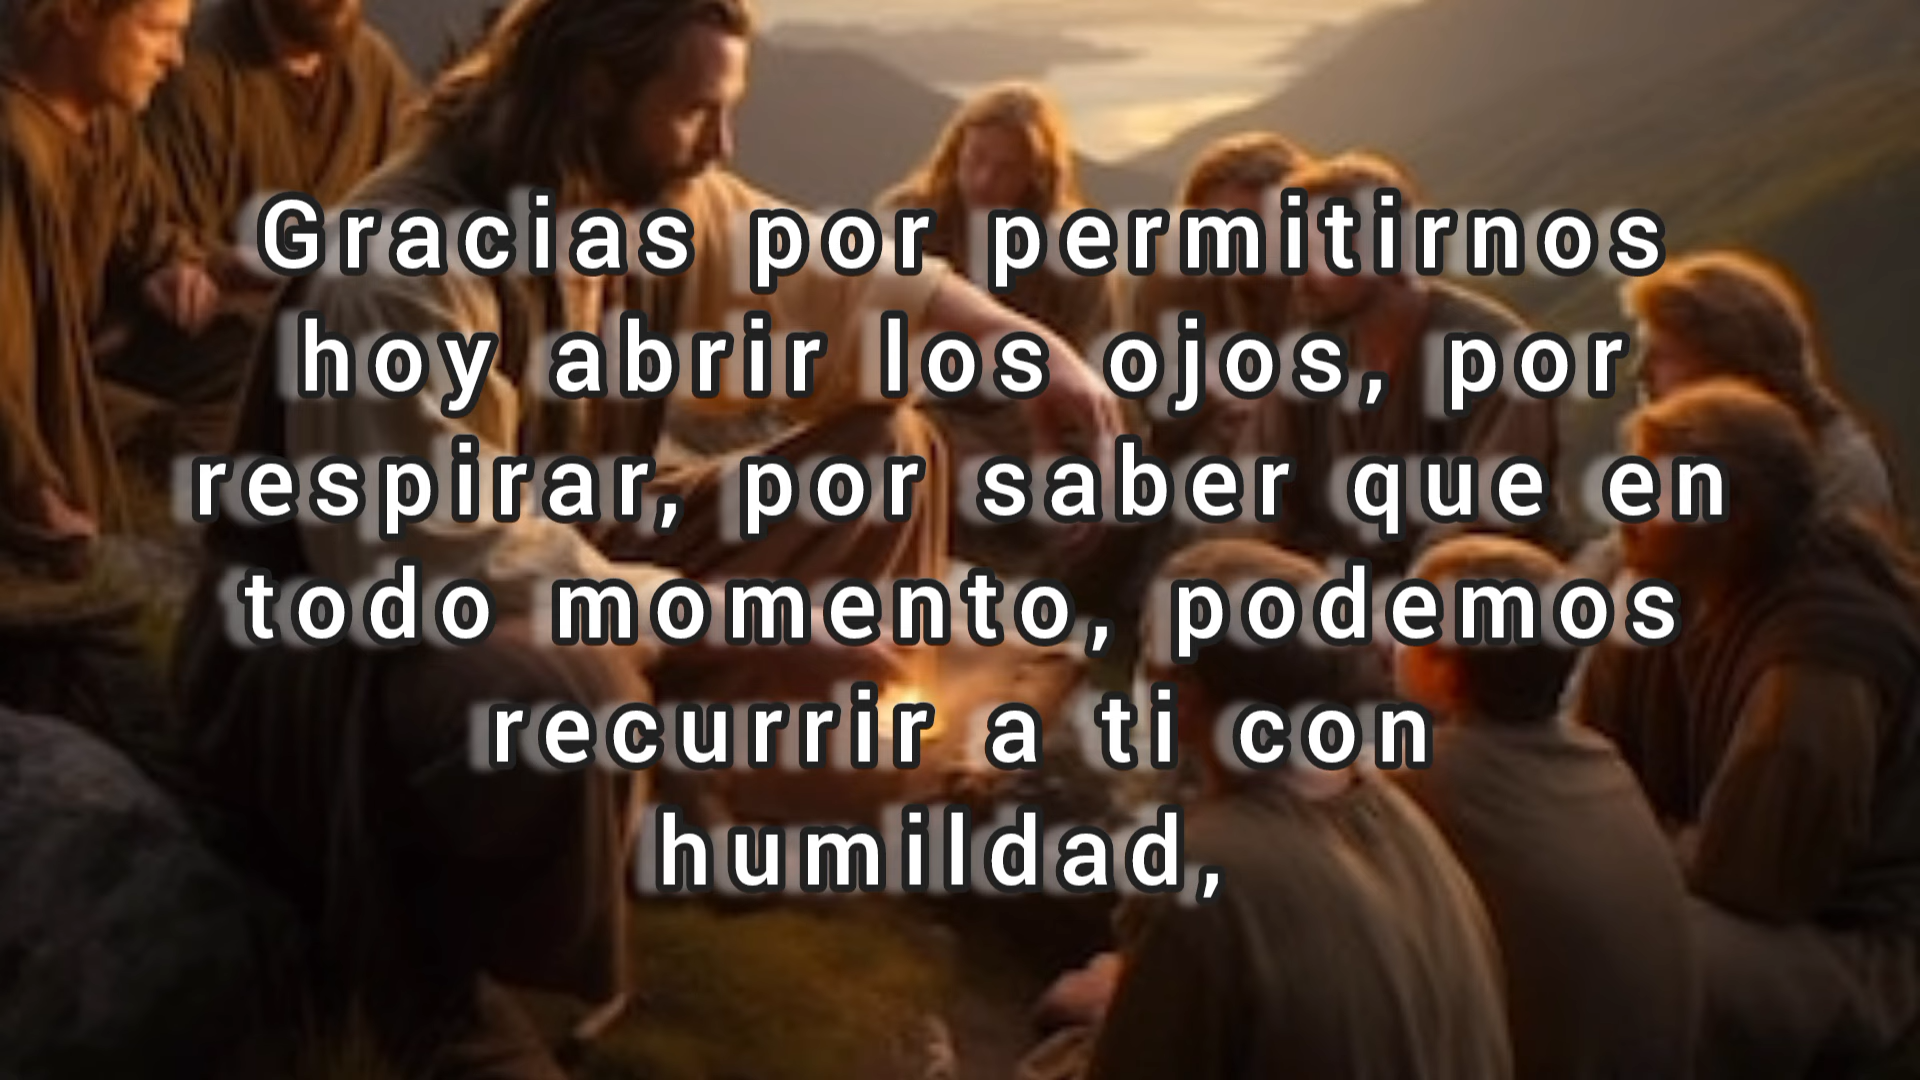 Gracias por permitirnos
hoy abrir los ojos, por
respirar, por saber que en
todo momento, podemos
recurrir a ti con
humildad,